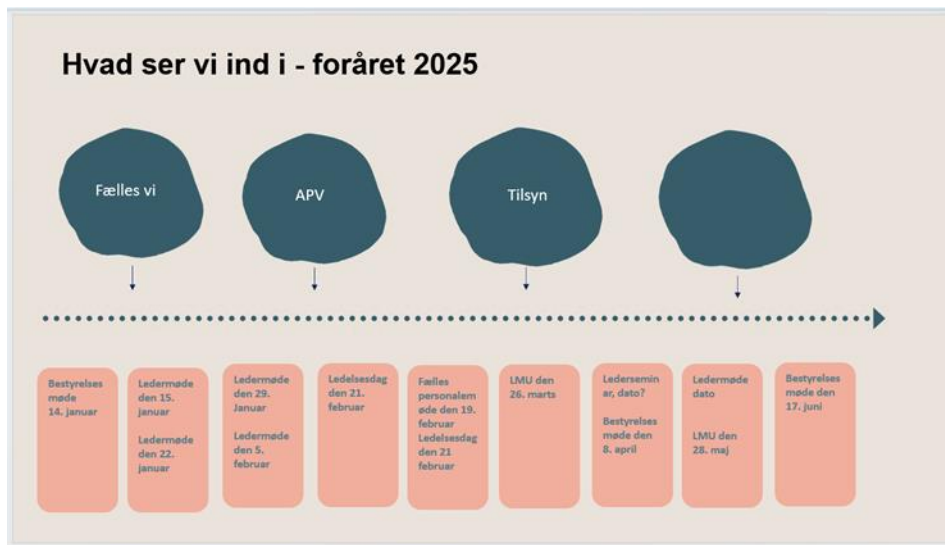 Hvad ser vi ind i - foråret 2025
Fælles vi
APV
Tilsyn
Bestyrelses
møde
14. januar
Ledermøde
den 15.
januar
Ledermøde
den 22.
januar
Ledermøde
den 29.
Januar
Ledermøde
den 5.
februar
Ledelsesdag
den 21.
februar
Fælles
personalem
øde den 19.
februar
Ledelsesdag
den 21
februar
LMU den
26. marts
Ledersemin
ar, dato?
Bestyrelses
møde den
8. april
Ledermøde
dato
LMU den
28. maj
Bestyrelses
møde den
17. juni